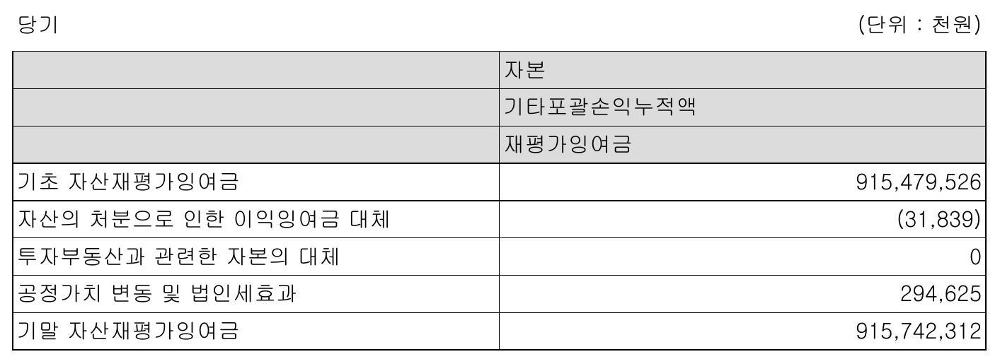 당기 (단위 : 천원)
자본
기타포괄손익누적액
재평가잉여금
기초 자산재평가잉여금 915,479,526
자산의 처분으로 인한 이익잉여금 대체 (31,839)
투자부동산과 관련한 자본의 대체 0
공정가치 변동 및 법인세효과 294,625
기말 자산재평가잉여금 915,742,312